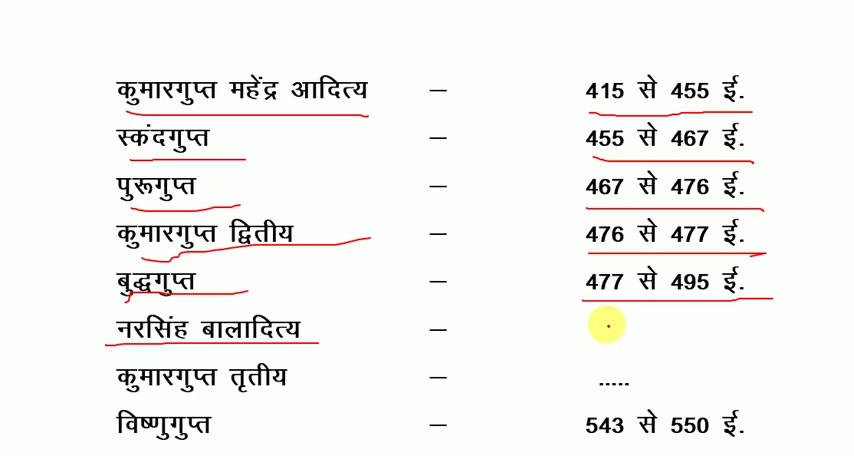 कुमारगुप्त महेंद्र आदित्य – 415 से 455 ई.
स्कंदगुप्त – 455 से 467 ई.
पुरूगुप्त – 467 से 476 ई.
कुमारगुप्त द्वितीय – 476 से 477 ई.
बुद्धगुप्त – 477 से 495 ई.
नरसिंह बालादित्य –
कुमारगुप्त तृतीय – .....
विष्णुगुप्त – 543 से 550 ई.